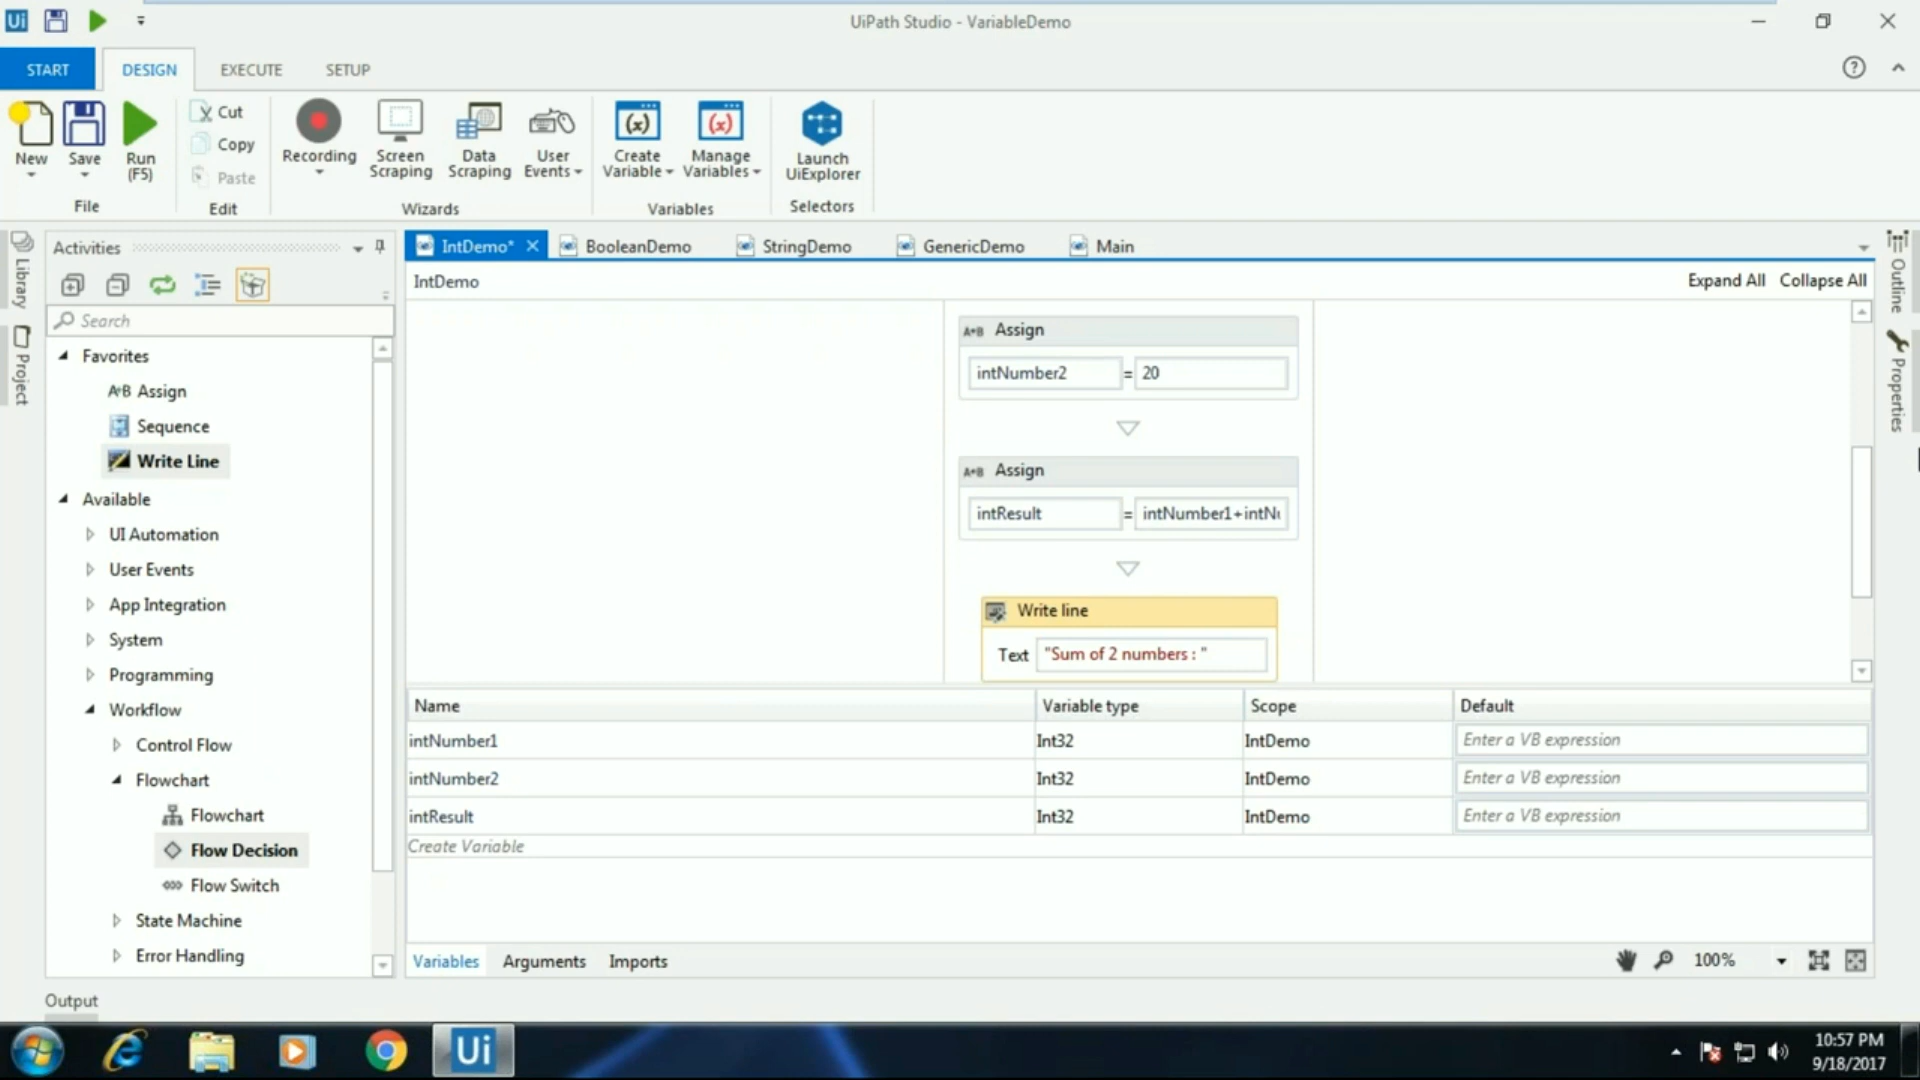 Ui
UiPath Studio - VariableDemo
START
DESIGN
EXECUTE
SETUP
New
Save
Run
(F5)
File
Cut
Copy
Paste
Edit
Recording
Screen
Scraping
Data
Scraping
User
Events
Wizards
Create
Variable
Manage
Variables
Variables
Launch
UiExplorer
Selectors
Library
Project
Activities
Search
Favorites
A+B Assign
Sequence
Write Line
Available
UI Automation
User Events
App Integration
System
Programming
Workflow
Control Flow
Flowchart
Flowchart
Flow Decision
Flow Switch
State Machine
Error Handling
IntDemo*
BooleanDemo
StringDemo
GenericDemo
Main
IntDemo
Expand All
Collapse All
A+B Assign
intNumber2 = 20
A+B Assign
intResult = intNumber1+intNu
Write line
Text "Sum of 2 numbers : "
Name Variable type Scope Default
intNumber1 Int32 IntDemo Enter a VB expression
intNumber2 Int32 IntDemo Enter a VB expression
intResult Int32 IntDemo Enter a VB expression
Create Variable
Variables Arguments Imports
100%
Outline
Properties
Output
Ui
10:57 PM
9/18/2017